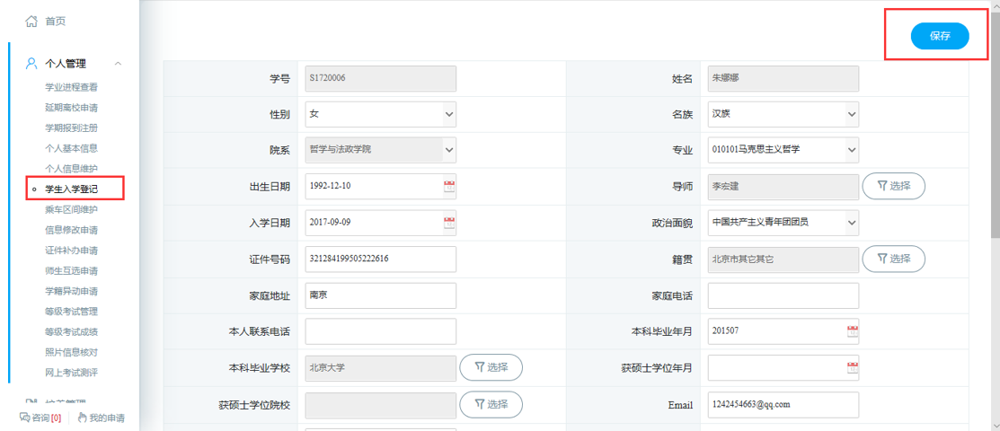 首页
个人管理
学业进程查看
延期离校申请
学期报到注册
个人基本信息
个人信息维护
学生入学登记
乘车区间维护
信息修改申请
证件补办申请
师生互选申请
学籍异动申请
等级考试管理
等级考试成绩
照片信息核对
网上考试测评
咨询[0] 我的申请
保存
学号 S1720006 姓名 朱娜娜
性别 女 名族 汉族
院系 哲学与法政学院 专业 010101马克思主义哲学
出生日期 1992-12-10 导师 李宏建 选择
入学日期 2017-09-09 政治面貌 中国共产主义青年团团员
证件号码 321284199505222616 籍贯 北京市其它其它 选择
家庭地址 南京 家庭电话
本人联系电话 本科毕业年月 201507
本科毕业学校 北京大学 选择 获硕士学位年月
获硕士学位院校 选择 Email 1242454663@qq.com